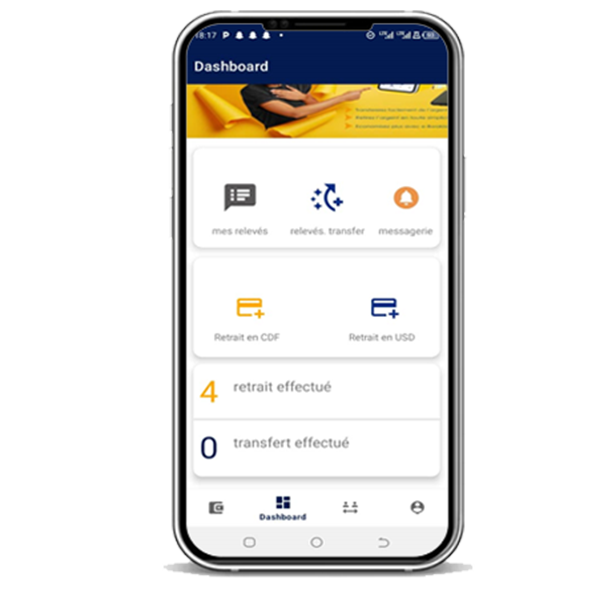 18:17 P
Dashboard
mes relevés
relevés. transfer
messagerie
Retrait en CDF
Retrait en USD
4 retrait effectué
0 transfert effectué
Dashboard